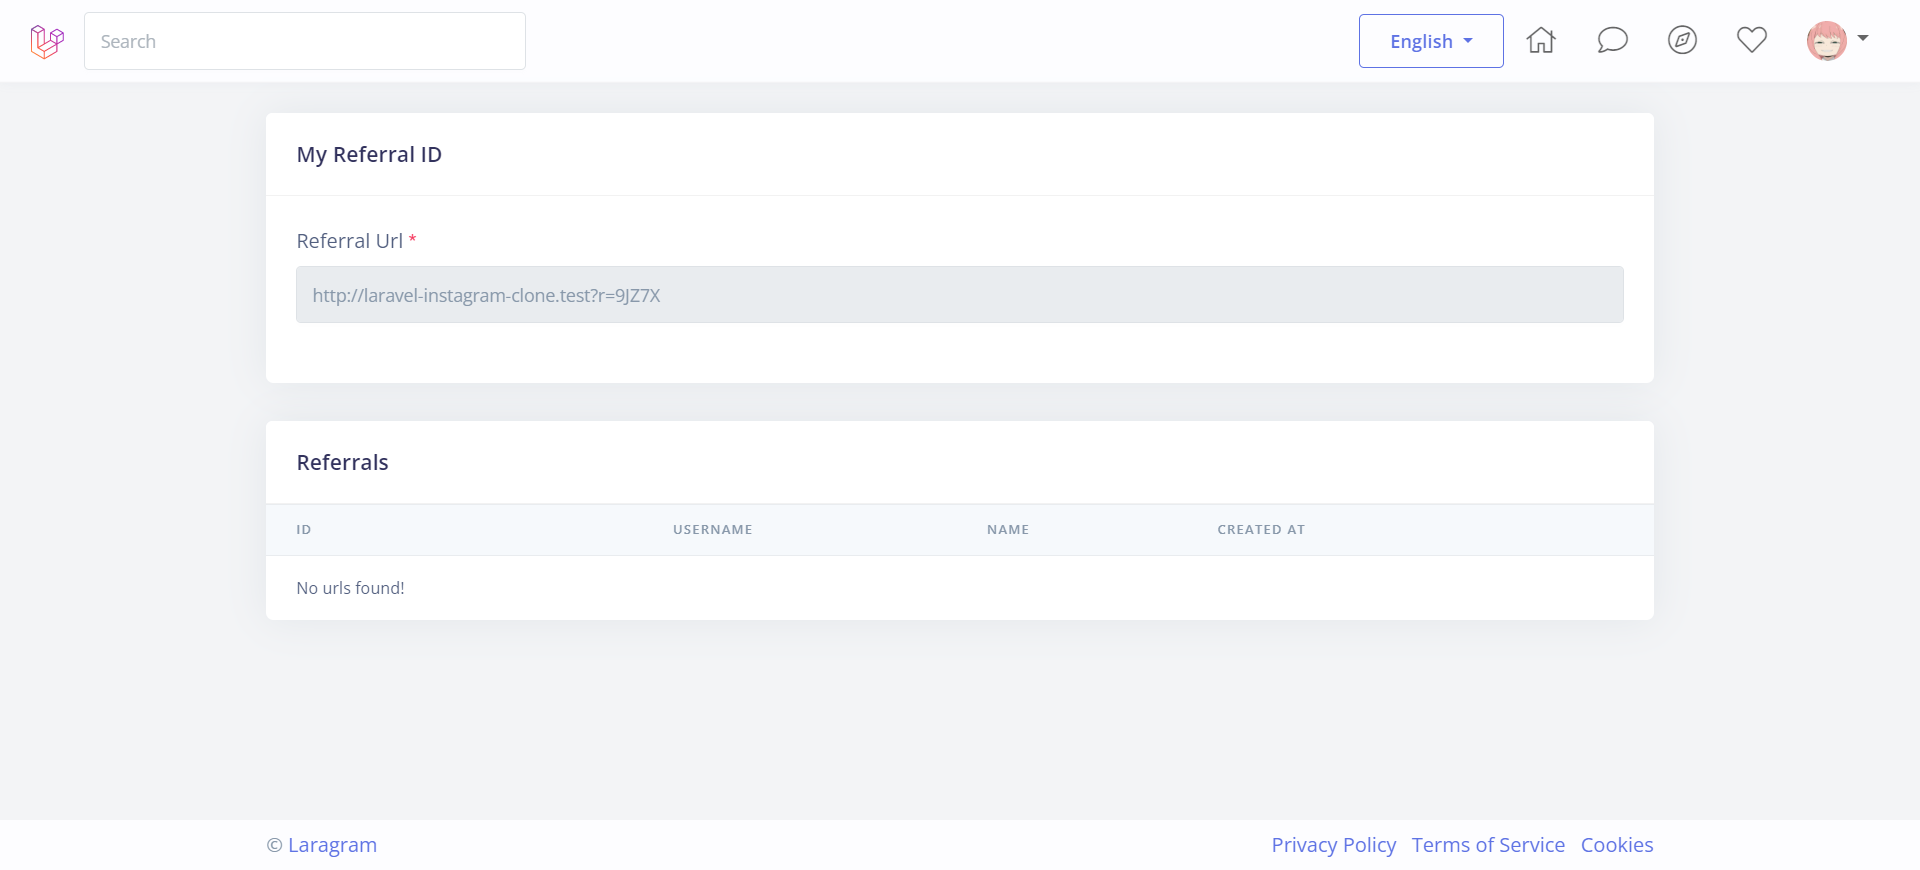 Search
English
My Referral ID
Referral Url *
http://laravel-instagram-clone.test?r=9JZ7X
Referrals
ID USERNAME NAME CREATED AT
No urls found!
© Laragram Privacy Policy Terms of Service Cookies